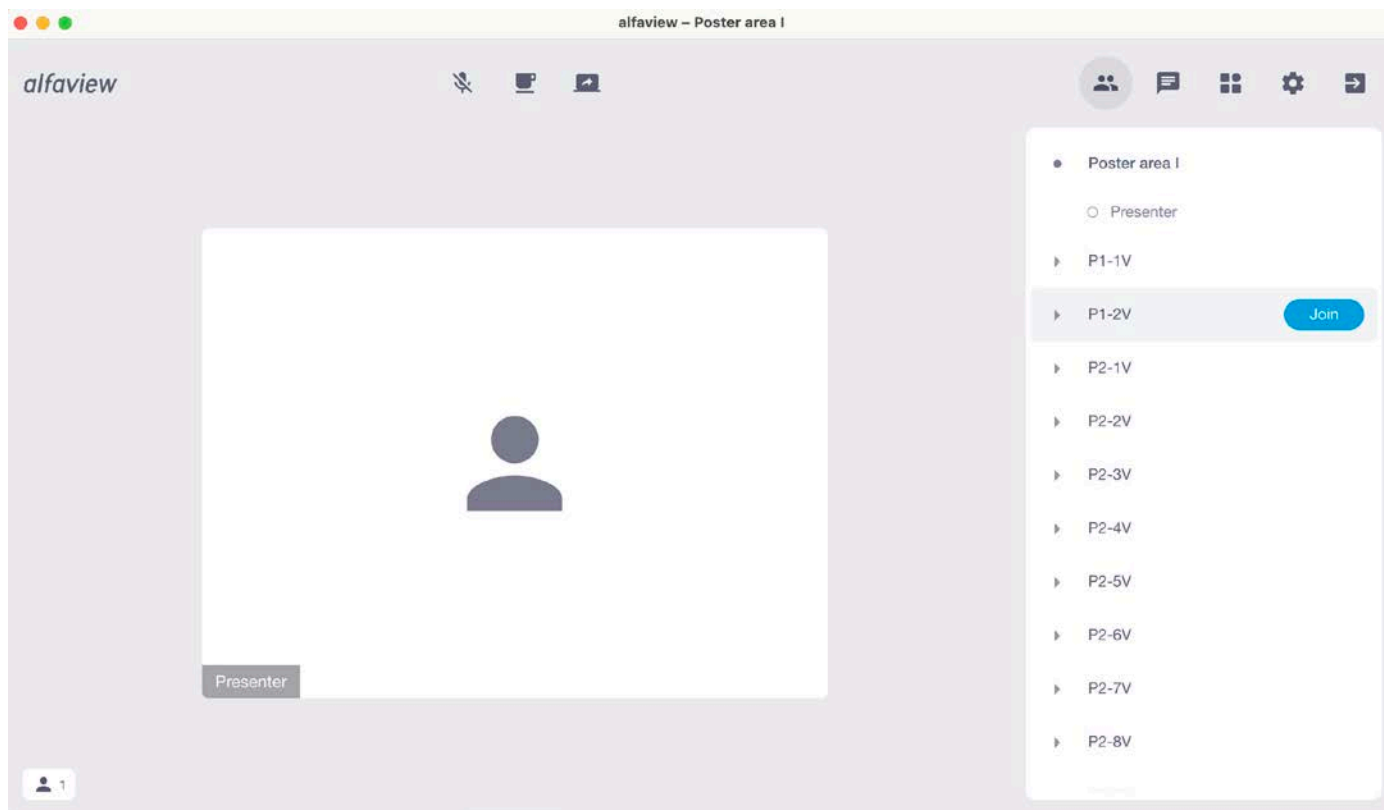 alfaview – Poster area I
alfaview
Poster area I
Presenter
P1-1V
P1-2V
Join
P2-1V
P2-2V
P2-3V
P2-4V
P2-5V
P2-6V
P2-7V
P2-8V
Presenter
1